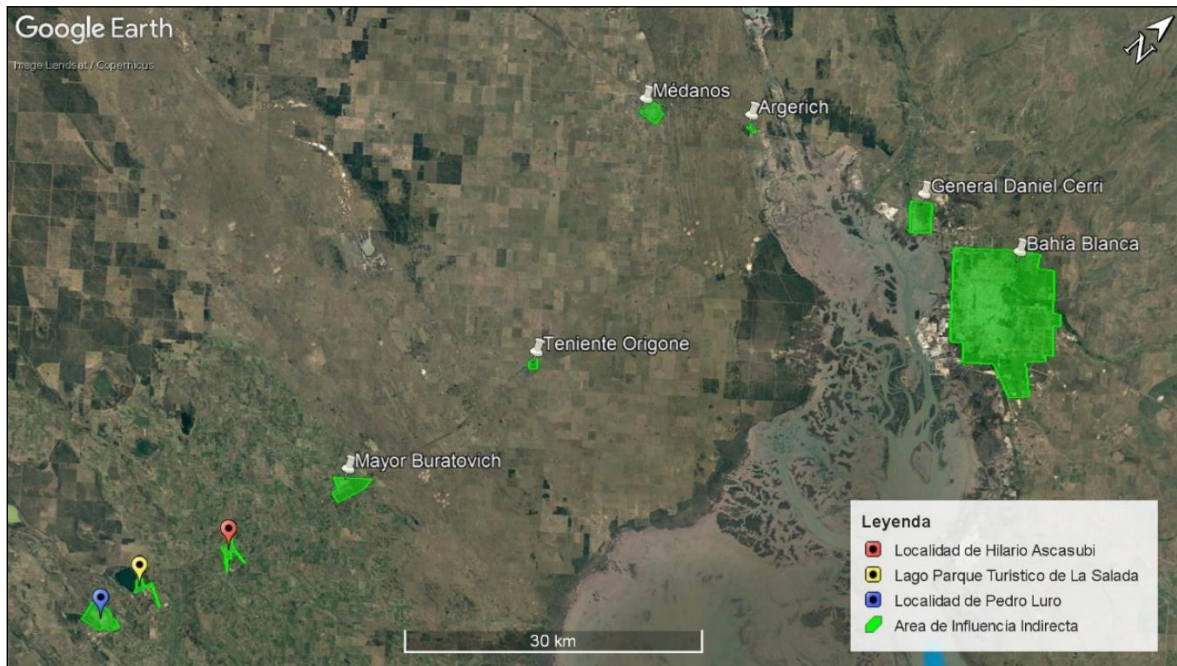 Google Earth
Image Landsat / Copernicus
N
Médanos
Argerich
General Daniel Cerri
Bahía Blanca
Teniente Origone
Mayor Buratovich
Leyenda
Localidad de Hilario Ascasubi
Lago Parque Turístico de La Salada
Localidad de Pedro Luro
Area de Influencia Indirecta
30 km